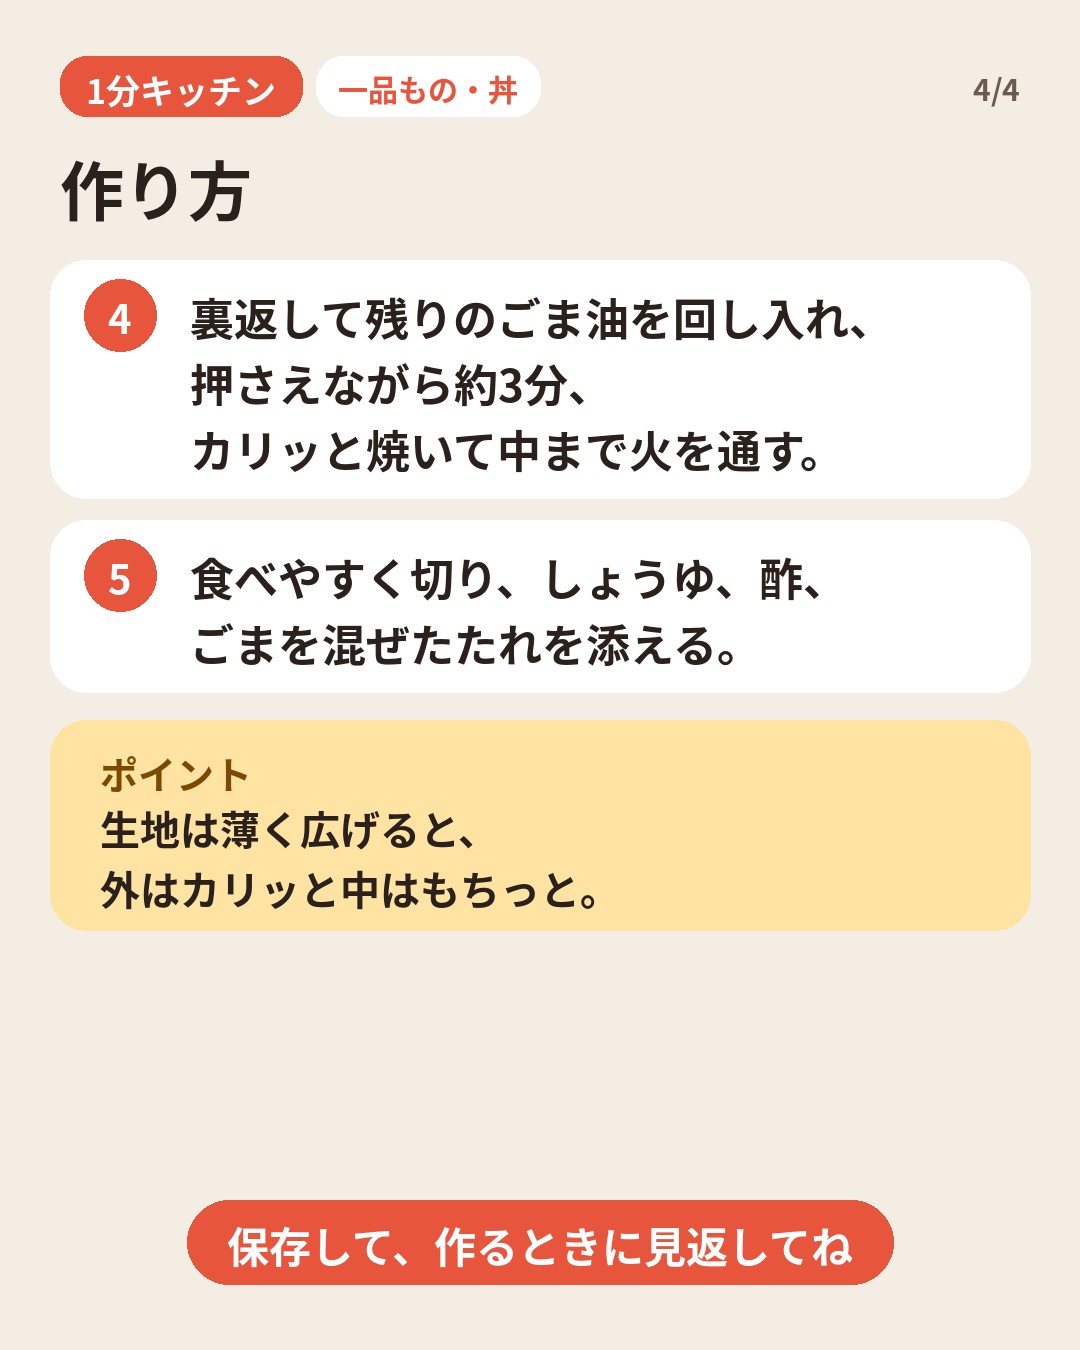 1分キッチン
一品もの・丼
4/4
作り方
4
裏返して残りのごま油を回し入れ、
押さえながら約3分、
カリッと焼いて中まで火を通す。
5
食べやすく切り、しょうゆ、酢、
ごまを混ぜたたれを添える。
ポイント
生地は薄く広げると、
外はカリッと中はもちっと。
保存して、作るときに見返してね